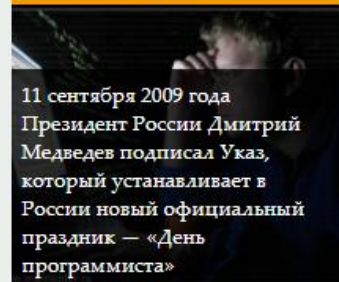 11 сентября 2009 года
Президент России Дмитрий
Медведев подписал Указ,
который устанавливает в
России новый официальный
праздник — «День
программиста»